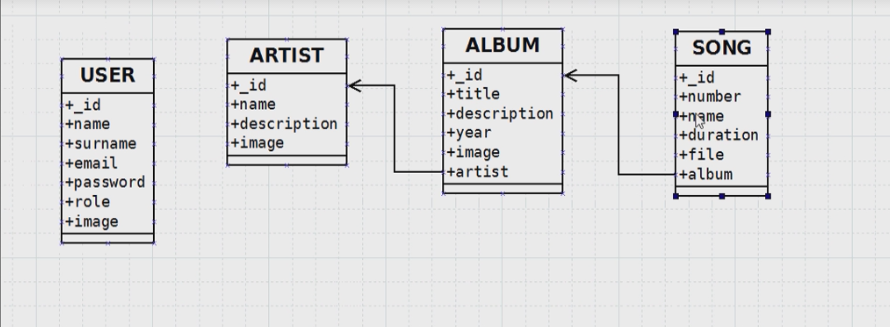 USER
+_id
+name
+surname
+email
+password
+role
+image
ARTIST
+_id
+name
+description
+image
ALBUM
+_id
+title
+description
+year
+image
+artist
SONG
+_id
+number
+name
+duration
+file
+album